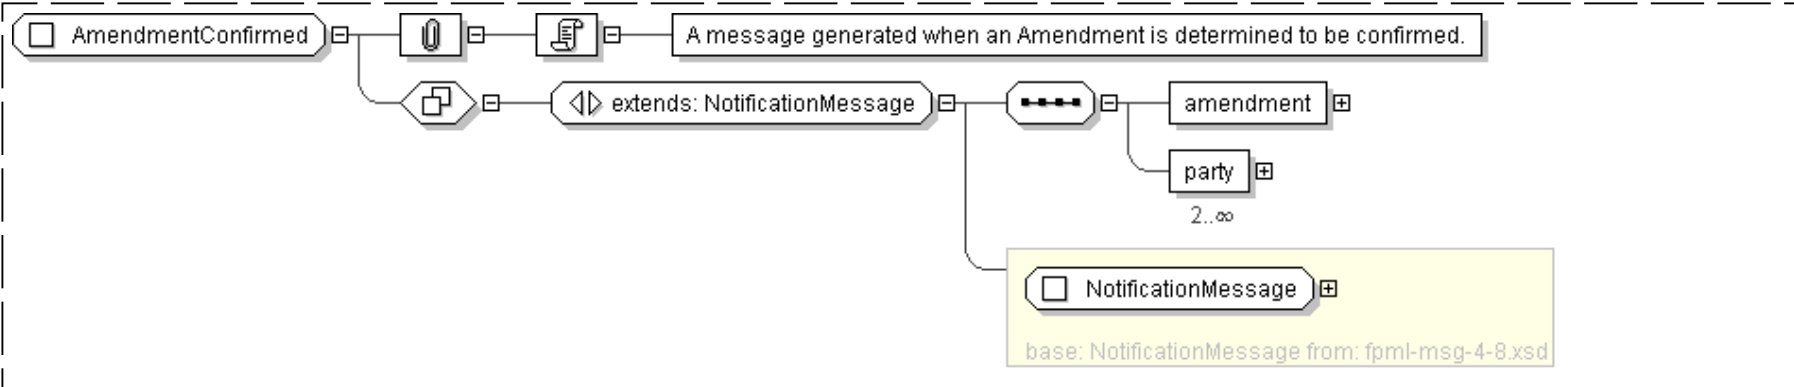 AmendmentConfirmed
A message generated when an Amendment is determined to be confirmed.
extends: NotificationMessage
amendment
party
2..∞
NotificationMessage
base: NotificationMessage from: fpml-msg-4-8.xsd